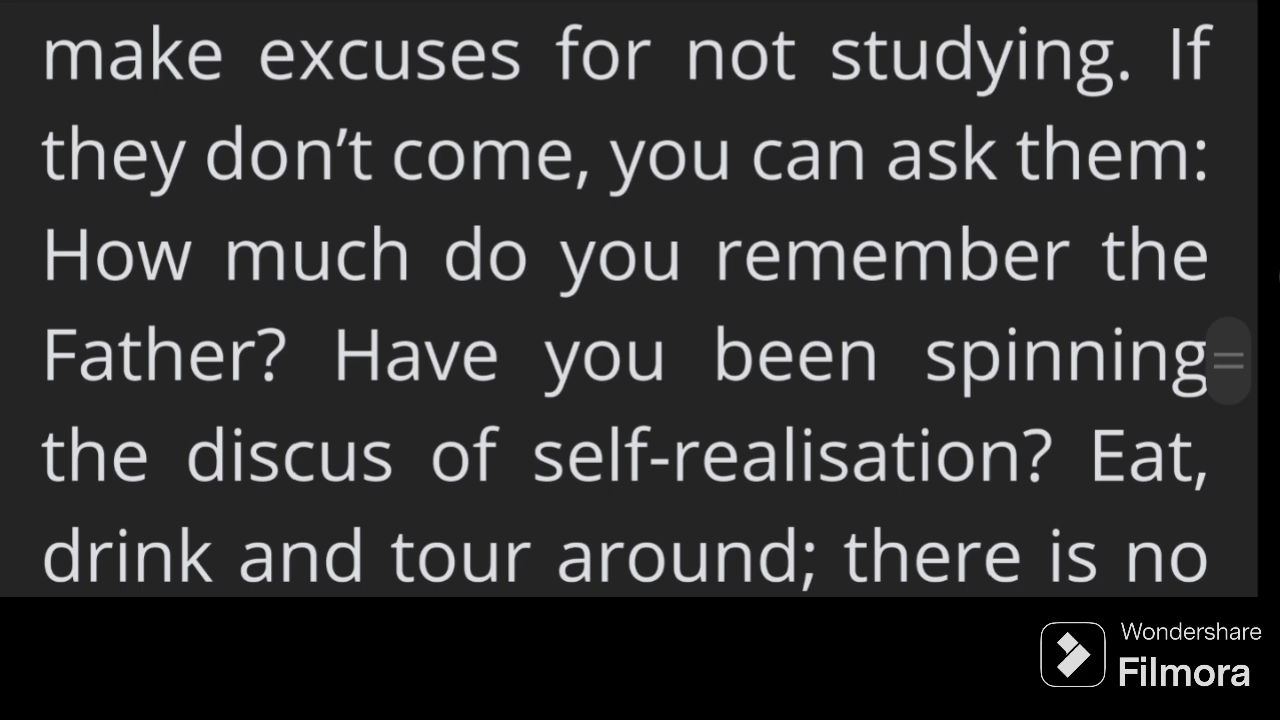 make excuses for not studying. If
they don’t come, you can ask them:
How much do you remember the
Father? Have you been spinning
the discus of self-realisation? Eat,
drink and tour around; there is no
Wondershare
Filmora